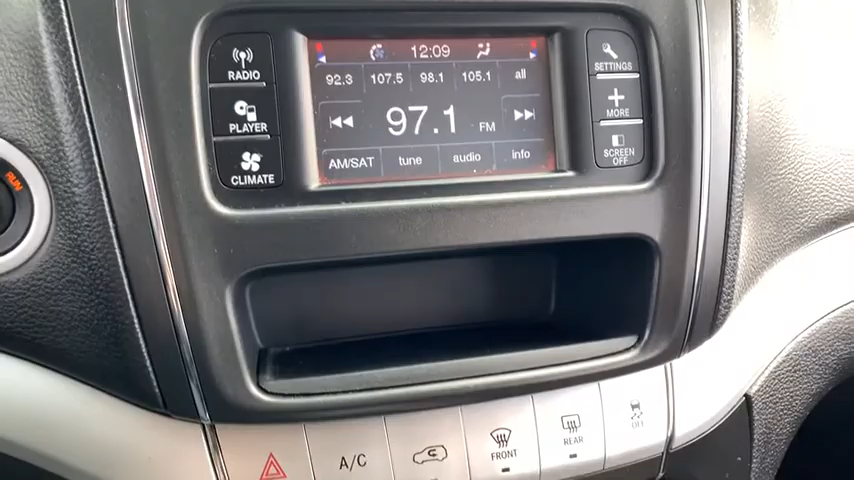 12:09
RADIO
92.3 107.5 98.1 105.1 all
SETTINGS
PLAYER
97.1 FM
MORE
CLIMATE
AM/SAT tune audio info
SCREEN
OFF
RUN
A/C
FRONT
REAR
OFF